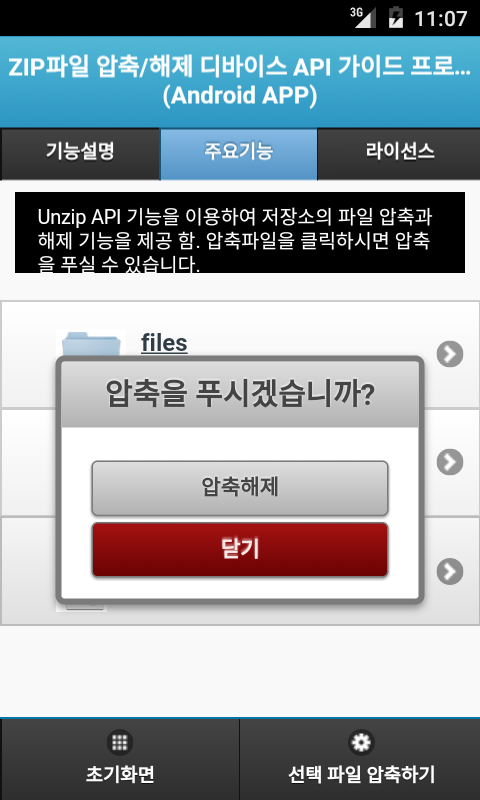 3G 11:07
ZIP파일 압축/해제 디바이스 API 가이드 프로...
(Android APP)
기능설명 주요기능 라이선스
Unzip API 기능을 이용하여 저장소의 파일 압축과
해제 기능을 제공 함. 압축파일을 클릭하시면 압축
을 푸실 수 있습니다.
files
압축을 푸시겠습니까?
압축해제
닫기
초기화면 선택 파일 압축하기